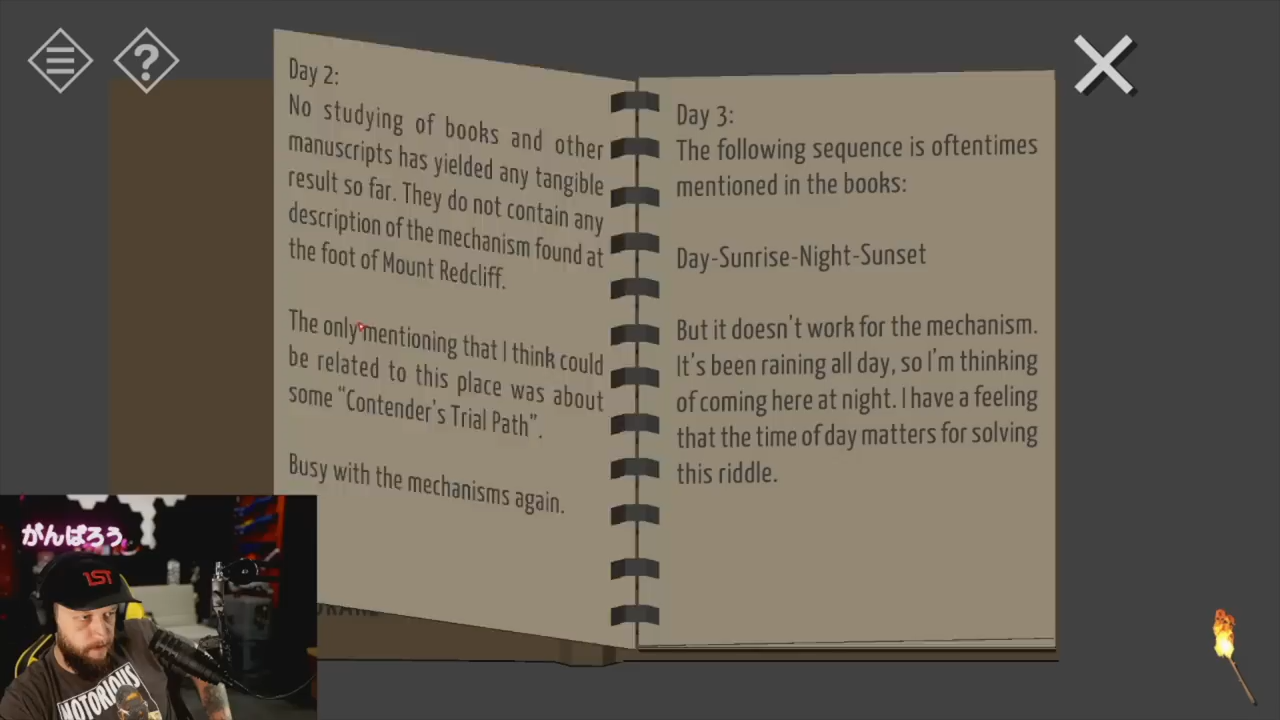 Day 2:
No studying of books and other
manuscripts has yielded any tangible
result so far. They do not contain any
description of the mechanism found at
the foot of Mount Redcliff.
The only mentioning that I think could
be related to this place was about
some “Contender's Trial Path”.
Busy with the mechanisms again.
Day 3:
The following sequence is oftentimes
mentioned in the books:
Day-Sunrise-Night-Sunset
But it doesn't work for the mechanism.
It's been raining all day, so I'm thinking
of coming here at night. I have a feeling
that the time of day matters for solving
this riddle.
?
がんばろう
1ST
NOTORIOUS